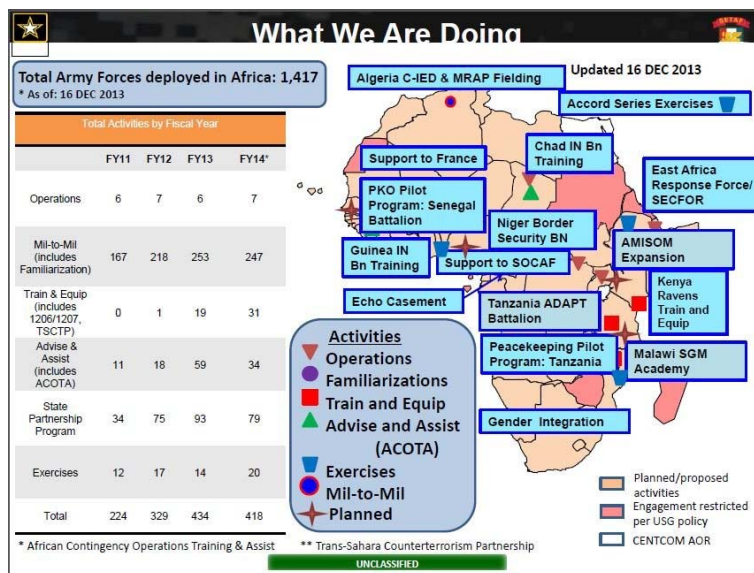 What We Are Doing
Total Army Forces deployed in Africa: 1,417
* As of: 16 DEC 2013
Updated 16 DEC 2013
Total Activities by Fiscal Year
FY11 FY12 FY13 FY14*
Operations 6 7 6 7
Mil-to-Mil
(includes
Familiarization) 167 218 253 247
Train & Equip
(includes
1206/1207,
TSCTP) 0 1 19 31
Advise &
Assist
(includes
ACOTA) 11 18 59 34
State
Partnership
Program 34 75 93 79
Exercises 12 17 14 20
Total 224 329 434 418
Algeria C-IED & MRAP Fielding
Accord Series Exercises
Support to France
Chad IN Bn
Training
East Africa
Response Force/
SECFOR
PKO Pilot
Program: Senegal
Battalion
Niger Border
Security BN
AMISOM
Expansion
Guinea IN
Bn Training
Support to SOCAF
Echo Casement
Tanzania ADAPT
Battalion
Kenya
Ravens
Train and
Equip
Peacekeeping Pilot
Program: Tanzania
Malawi SGM
Academy
Gender Integration
Activities
Operations
Familiarizations
Train and Equip
Advise and Assist
(ACOTA)
Exercises
Mil-to-Mil
Planned
Planned/proposed
activities
Engagement restricted
per USG policy
CENTCOM AOR
* African Contingency Operations Training & Assist
** Trans-Sahara Counterterrorism Partnership
UNCLASSIFIED